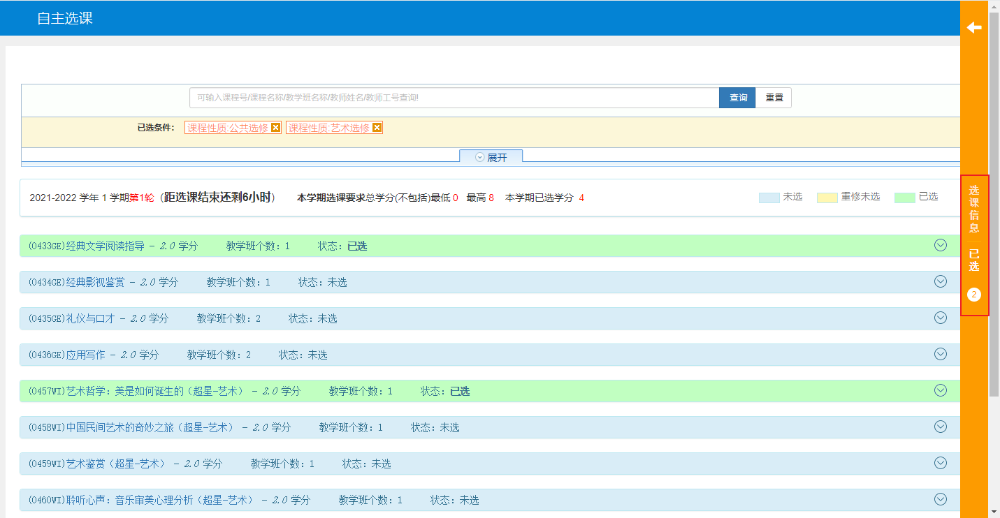 自主选课
可输入课程号/课程名称/教学班名称/教师姓名/教师工号查询!
查询
重置
已选条件：
课程性质:公共选修
课程性质:艺术选修
展开
2021-2022 学年 1 学期第1轮（距选课结束还剩6小时） 本学期选课要求总学分(不包括)最低 0 最高 8 本学期已选学分 4
未选 重修未选 已选
(0433GE)经典文学阅读指导 - 2.0 学分 教学班个数：1 状态：已选
(0434GE)经典影视鉴赏 - 2.0 学分 教学班个数：1 状态：未选
(0435GE)礼仪与口才 - 2.0 学分 教学班个数：2 状态：未选
(0436GE)应用写作 - 2.0 学分 教学班个数：2 状态：未选
(0457WI)艺术哲学：美是如何诞生的（超星-艺术） - 2.0 学分 教学班个数：1 状态：已选
(0458WI)中国民间艺术的奇妙之旅（超星-艺术） - 2.0 学分 教学班个数：1 状态：未选
(0459WI)艺术鉴赏（超星-艺术） - 2.0 学分 教学班个数：1 状态：未选
(0460WI)聆听心声：音乐审美心理分析（超星-艺术） - 2.0 学分 教学班个数：1 状态：未选
选课信息
已选
2